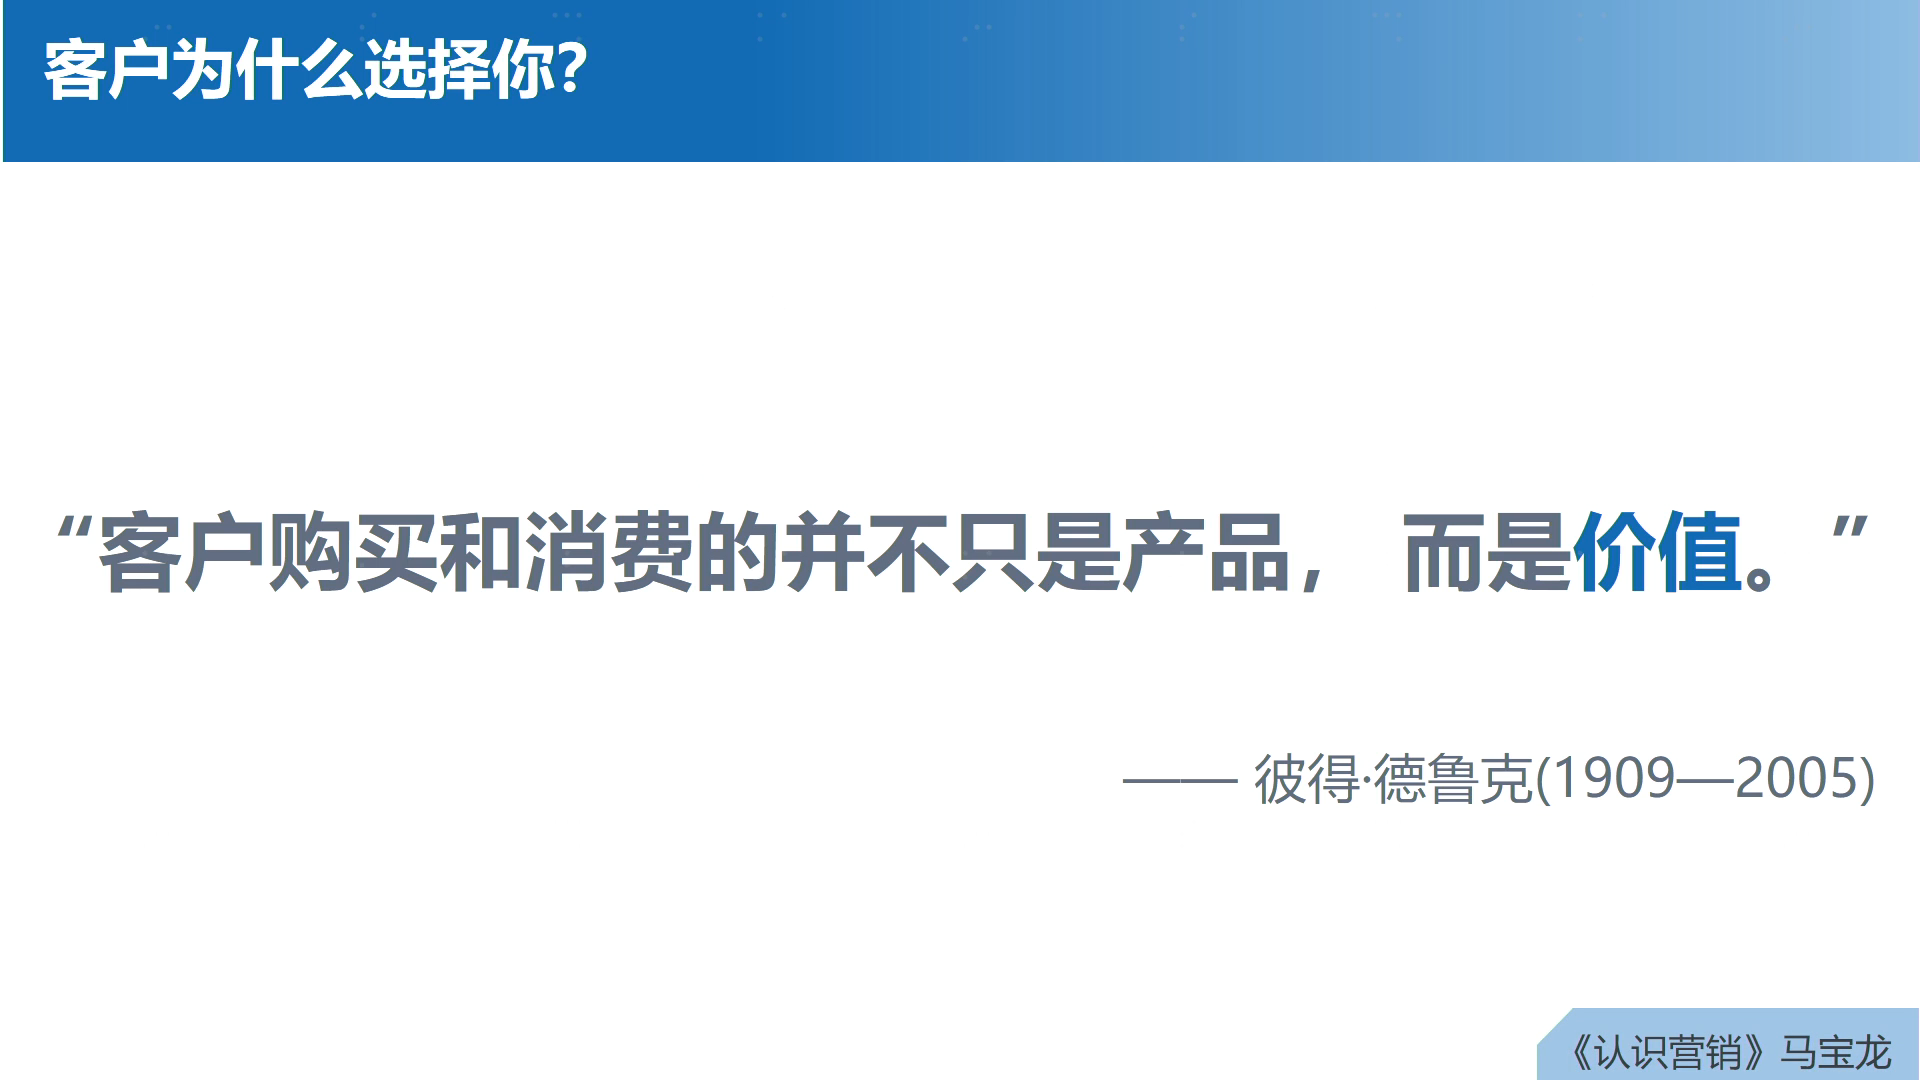 客户为什么选择你?
“客户购买和消费的并不只是产品， 而是价值。”
—— 彼得·德鲁克(1909—2005)
《认识营销》马宝龙